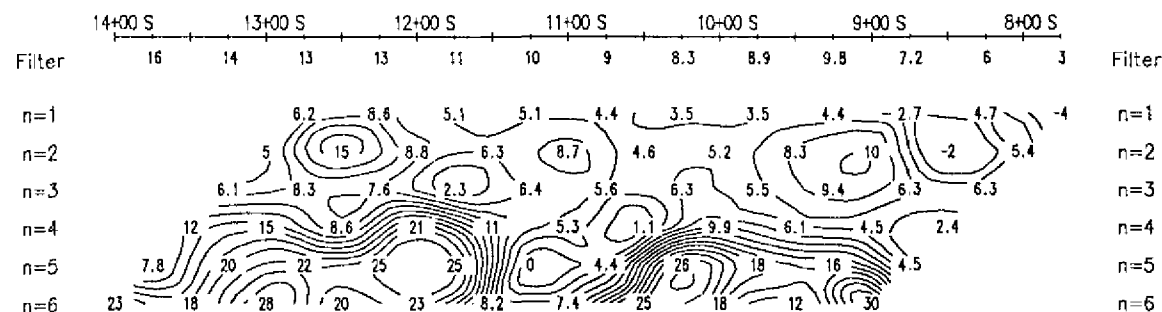 14+00 S 13+00 S 12+00 S 11+00 S 10+00 S 9+00 S 8+00 S
Filter 16 14 13 13 11 10 9 8.3 8.9 9.8 7.2 6 3 Filter
n=1 6.2 8.6 5.1 5.1 4.4 3.5 3.5 4.4 -2.7 4.7 -4 n=1
n=2 5 15 8.8 6.3 8.7 4.6 5.2 8.3 10 -2 5.4 n=2
n=3 6.1 8.3 7.6 2.3 6.4 5.6 6.3 5.5 9.4 6.3 6.3 n=3
n=4 12 15 8.6 21 11 5.3 1.1 9.9 6.1 4.5 2.4 n=4
n=5 7.8 20 22 25 25 0 4.4 26 18 16 4.5 n=5
n=6 23 18 28 20 23 8.2 7.4 25 18 12 30 n=6